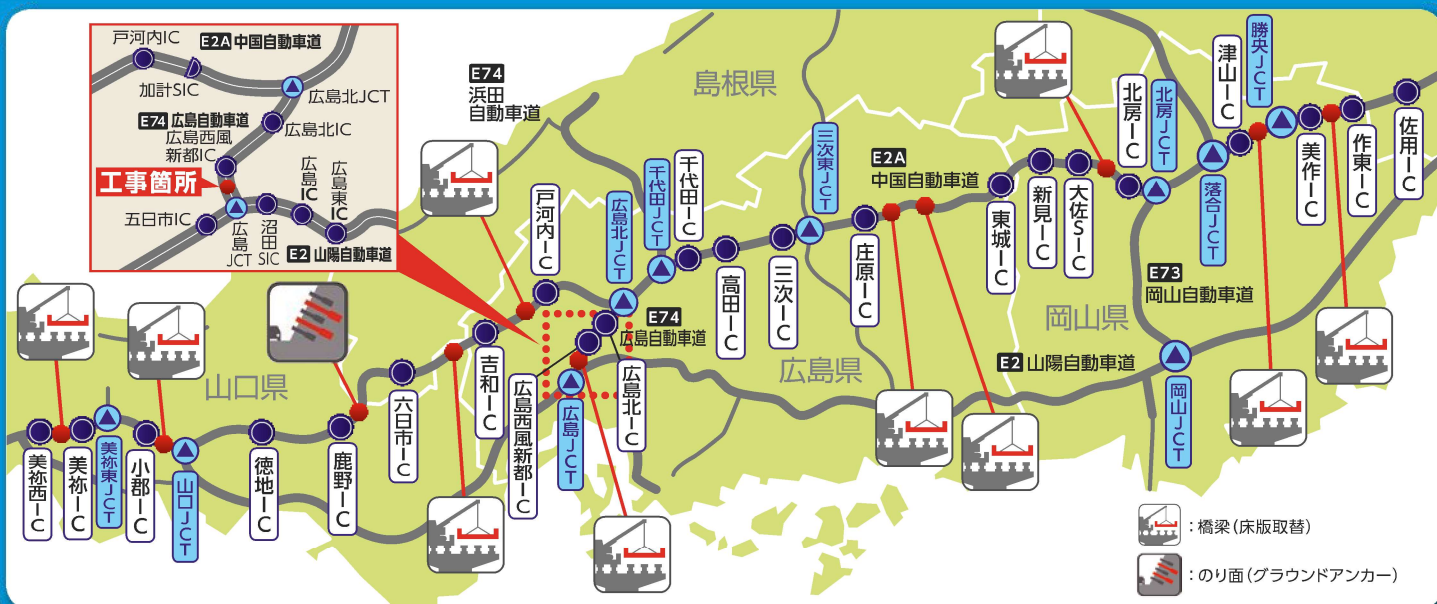 戸河内IC
E2A 中国自動車道
加計SIC
広島北JCT
E74 広島自動車道
広島北IC
広島西風
新都IC
工事箇所
広島IC
広島東IC
五日市IC
広島JCT
沼田SIC
E2 山陽自動車道
E74
浜田
自動車道
島根県
E2A
中国自動車道
山口県
広島県
岡山県
E74
広島自動車道
E2 山陽自動車道
E73
岡山自動車道
美祢西IC
美祢IC
美祢東JCT
小郡IC
山口JCT
徳地IC
鹿野IC
六日市IC
吉和IC
戸河内IC
広島西風新都IC
広島JCT
広島北IC
広島北JCT
千代田JCT
千代田IC
高田IC
三次IC
三次東JCT
庄原IC
東城IC
新見IC
大佐SIC
北房IC
北房JCT
落合JCT
岡山JCT
津山IC
勝央JCT
美作IC
作東IC
佐用IC
:橋梁(床版取替)
:のり面(グラウンドアンカー)